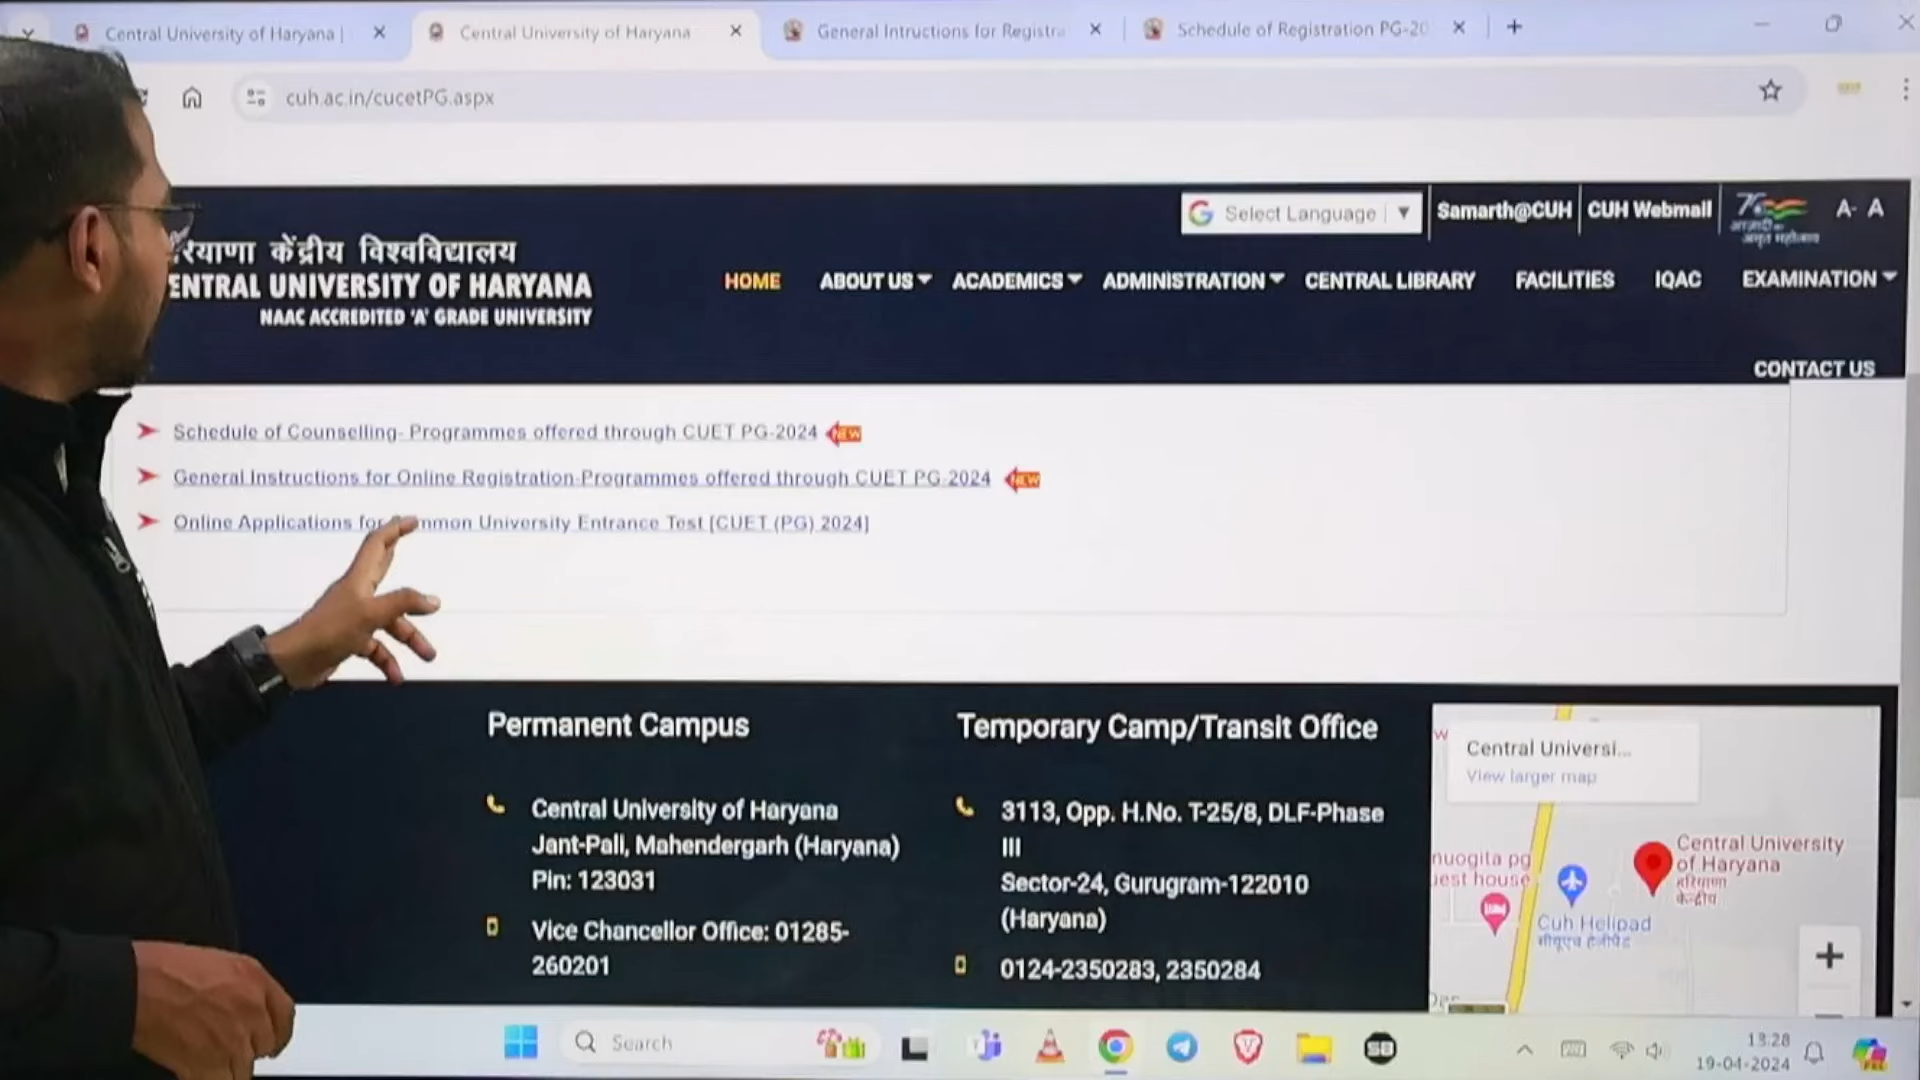 Central University of Haryana |
Central University of Haryana
General Intructions for Registra
Schedule of Registration PG-20
cuh.ac.in/cucetPG.aspx
Select Language
Samarth@CUH
CUH Webmail
A- A
रयाणा केंद्रीय विश्वविद्यालय
ENTRAL UNIVERSITY OF HARYANA
NAAC ACCREDITED 'A' GRADE UNIVERSITY
HOME
ABOUT US
ACADEMICS
ADMINISTRATION
CENTRAL LIBRARY
FACILITIES
IQAC
EXAMINATION
CONTACT US
Schedule of Counselling- Programmes offered through CUET PG-2024 NEW
General Instructions for Online Registration-Programmes offered through CUET PG-2024 NEW
Online Applications for mmon University Entrance Test [CUET (PG) 2024]
Permanent Campus
Central University of Haryana
Jant-Pali, Mahendergarh (Haryana)
Pin: 123031
Vice Chancellor Office: 01285-
260201
Temporary Camp/Transit Office
3113, Opp. H.No. T-25/8, DLF-Phase
III
Sector-24, Gurugram-122010
(Haryana)
0124-2350283, 2350284
Central Universi...
View larger map
Central University
of Haryana
हरियाणा
केन्द्रीय
nuogita pg
uest house
Cuh Helipad
सीयूएच हेलीपैड
Search
13:28
19-04-2024